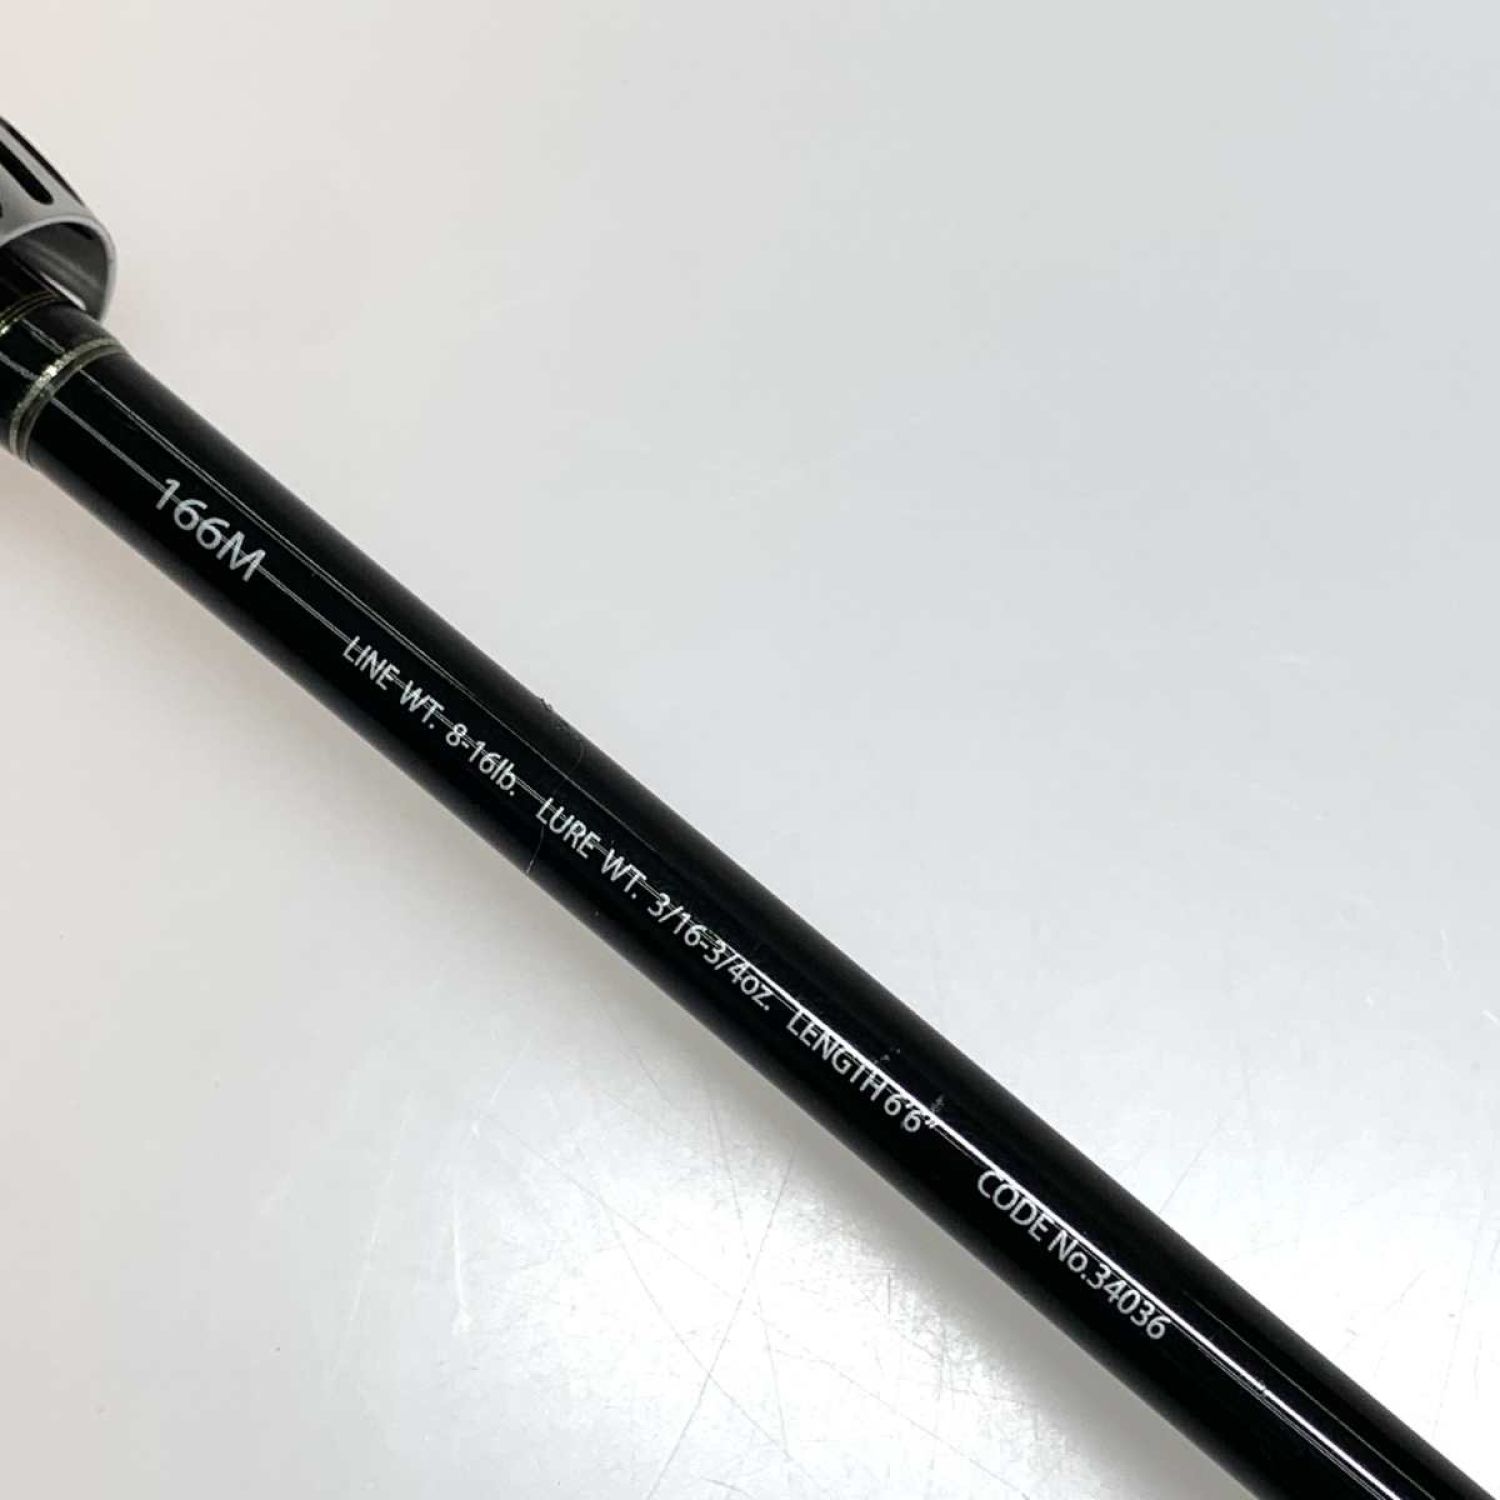 166M LINE WT. 8-16lb. LURE WT. 3/16-3/4oz. LENGTH 6'6" CODE No.34036